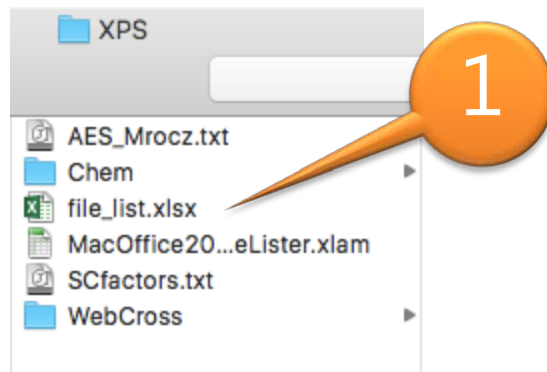 XPS
1
AES_Mrocz.txt
Chem
file_list.xlsx
MacOffice20...eLister.xlam
SCfactors.txt
WebCross